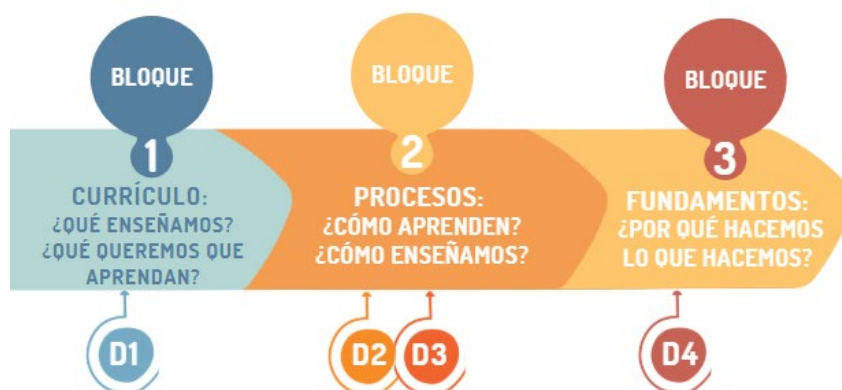 BLOQUE
1
CURRÍCULO:
¿QUÉ ENSEÑAMOS?
¿QUÉ QUEREMOS QUE
APRENDAN?
D1
BLOQUE
2
PROCESOS:
¿CÓMO APRENDEN?
¿CÓMO ENSEÑAMOS?
D2
D3
BLOQUE
3
FUNDAMENTOS:
¿POR QUÉ HACEMOS
LO QUE HACEMOS?
D4